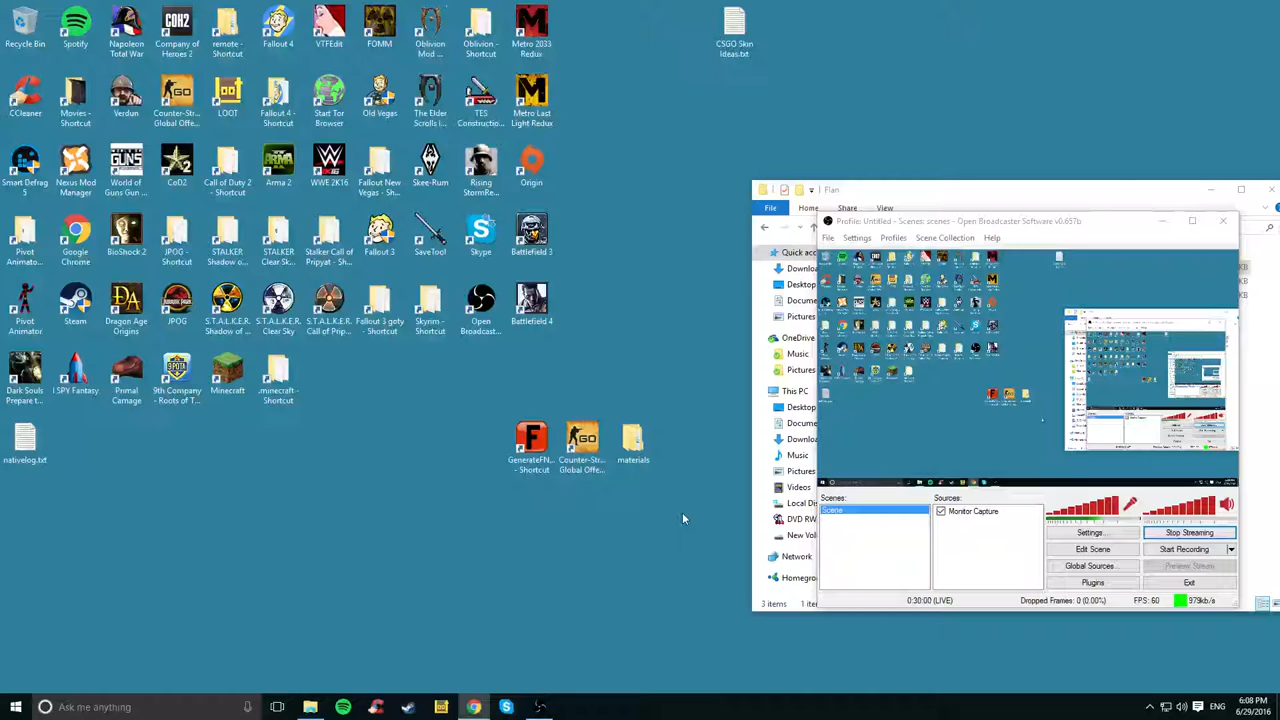 Recycle Bin
Spotify
Napoleon
Total War
Company of
Heroes 2
remote -
Shortcut
Fallout 4
VTFEdit
FOMM
Oblivion
Mod ...
Oblivion -
Shortcut
Metro 2033
Redux
CSGO Skin
Ideas.txt
CCleaner
Movies -
Shortcut
Verdun
Counter-Str...
Global Offe...
LOOT
Fallout 4 -
Shortcut
Start Tor
Browser
Old Vegas
The Elder
Scrolls I...
TES
Constructio...
Metro Last
Light Redux
Smart Defrag
5
Nexus Mod
Manager
World of
Guns Gun ...
CoD2
Call of Duty 2
- Shortcut
Arma 2
WWE 2K16
Fallout New
Vegas - Sh...
Skee-Rum
Rising
StormRe...
Origin
Pivot
Animato...
Google
Chrome
BioShock 2
JPOG -
Shortcut
STALKER
Shadow o...
STALKER
Clear Sky...
Stalker Call of
Pripyat - Sh...
Fallout 3
SaveTool
Skype
Battlefield 3
Pivot
Animator
Steam
Dragon Age
Origins
JPOG
S.T.A.L.K.E.R.
Shadow of ...
S.T.A.L.K.E.R.
Clear Sky
S.T.A.L.K.E.R.
Call of Prip...
Fallout 3 goty
- Shortcut
Skyrim -
Shortcut
Open
Broadcast...
Battlefield 4
Dark Souls
Prepare t...
I SPY Fantasy
Primal
Carnage
9th Company
- Roots of T...
Minecraft
.minecraft -
Shortcut
nativelog.txt
GenerateFN...
- Shortcut
Counter-Str...
Global Offe...
materials
Flan
File
Home
Share
View
Quick acc
Downloa
Desktop
Docume
Pictures
OneDrive
Music
Pictures
This PC
Desktop
Docume
Downloa
Music
Pictures
Videos
Local Dis
DVD RW
New Vol
Network
Homegro
3 items
1 ite
KB
KB
Profile: Untitled - Scenes: scenes - Open Broadcaster Software v0.657b
File Settings Profiles Scene Collection Help
Scenes:
Scene
Sources:
Monitor Capture
Settings...
Stop Streaming
Edit Scene
Start Recording
Global Sources...
Preview Stream
Plugins
Exit
0:30:00 (LIVE)
Dropped Frames: 0 (0.00%)
FPS: 60
979kb/s
Ask me anything
ENG
6:08 PM
6/29/2016